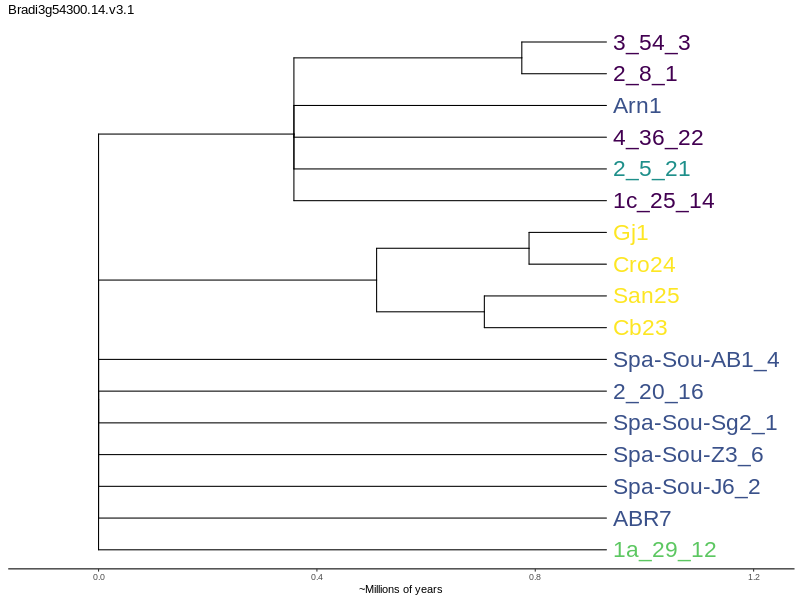 Bradi3g54300.14.v3.1
3_54_3
2_8_1
Arn1
4_36_22
2_5_21
1c_25_14
Gj1
Cro24
San25
Cb23
Spa-Sou-AB1_4
2_20_16
Spa-Sou-Sg2_1
Spa-Sou-Z3_6
Spa-Sou-J6_2
ABR7
1a_29_12
0.0 0.4 0.8 1.2
~Millions of years